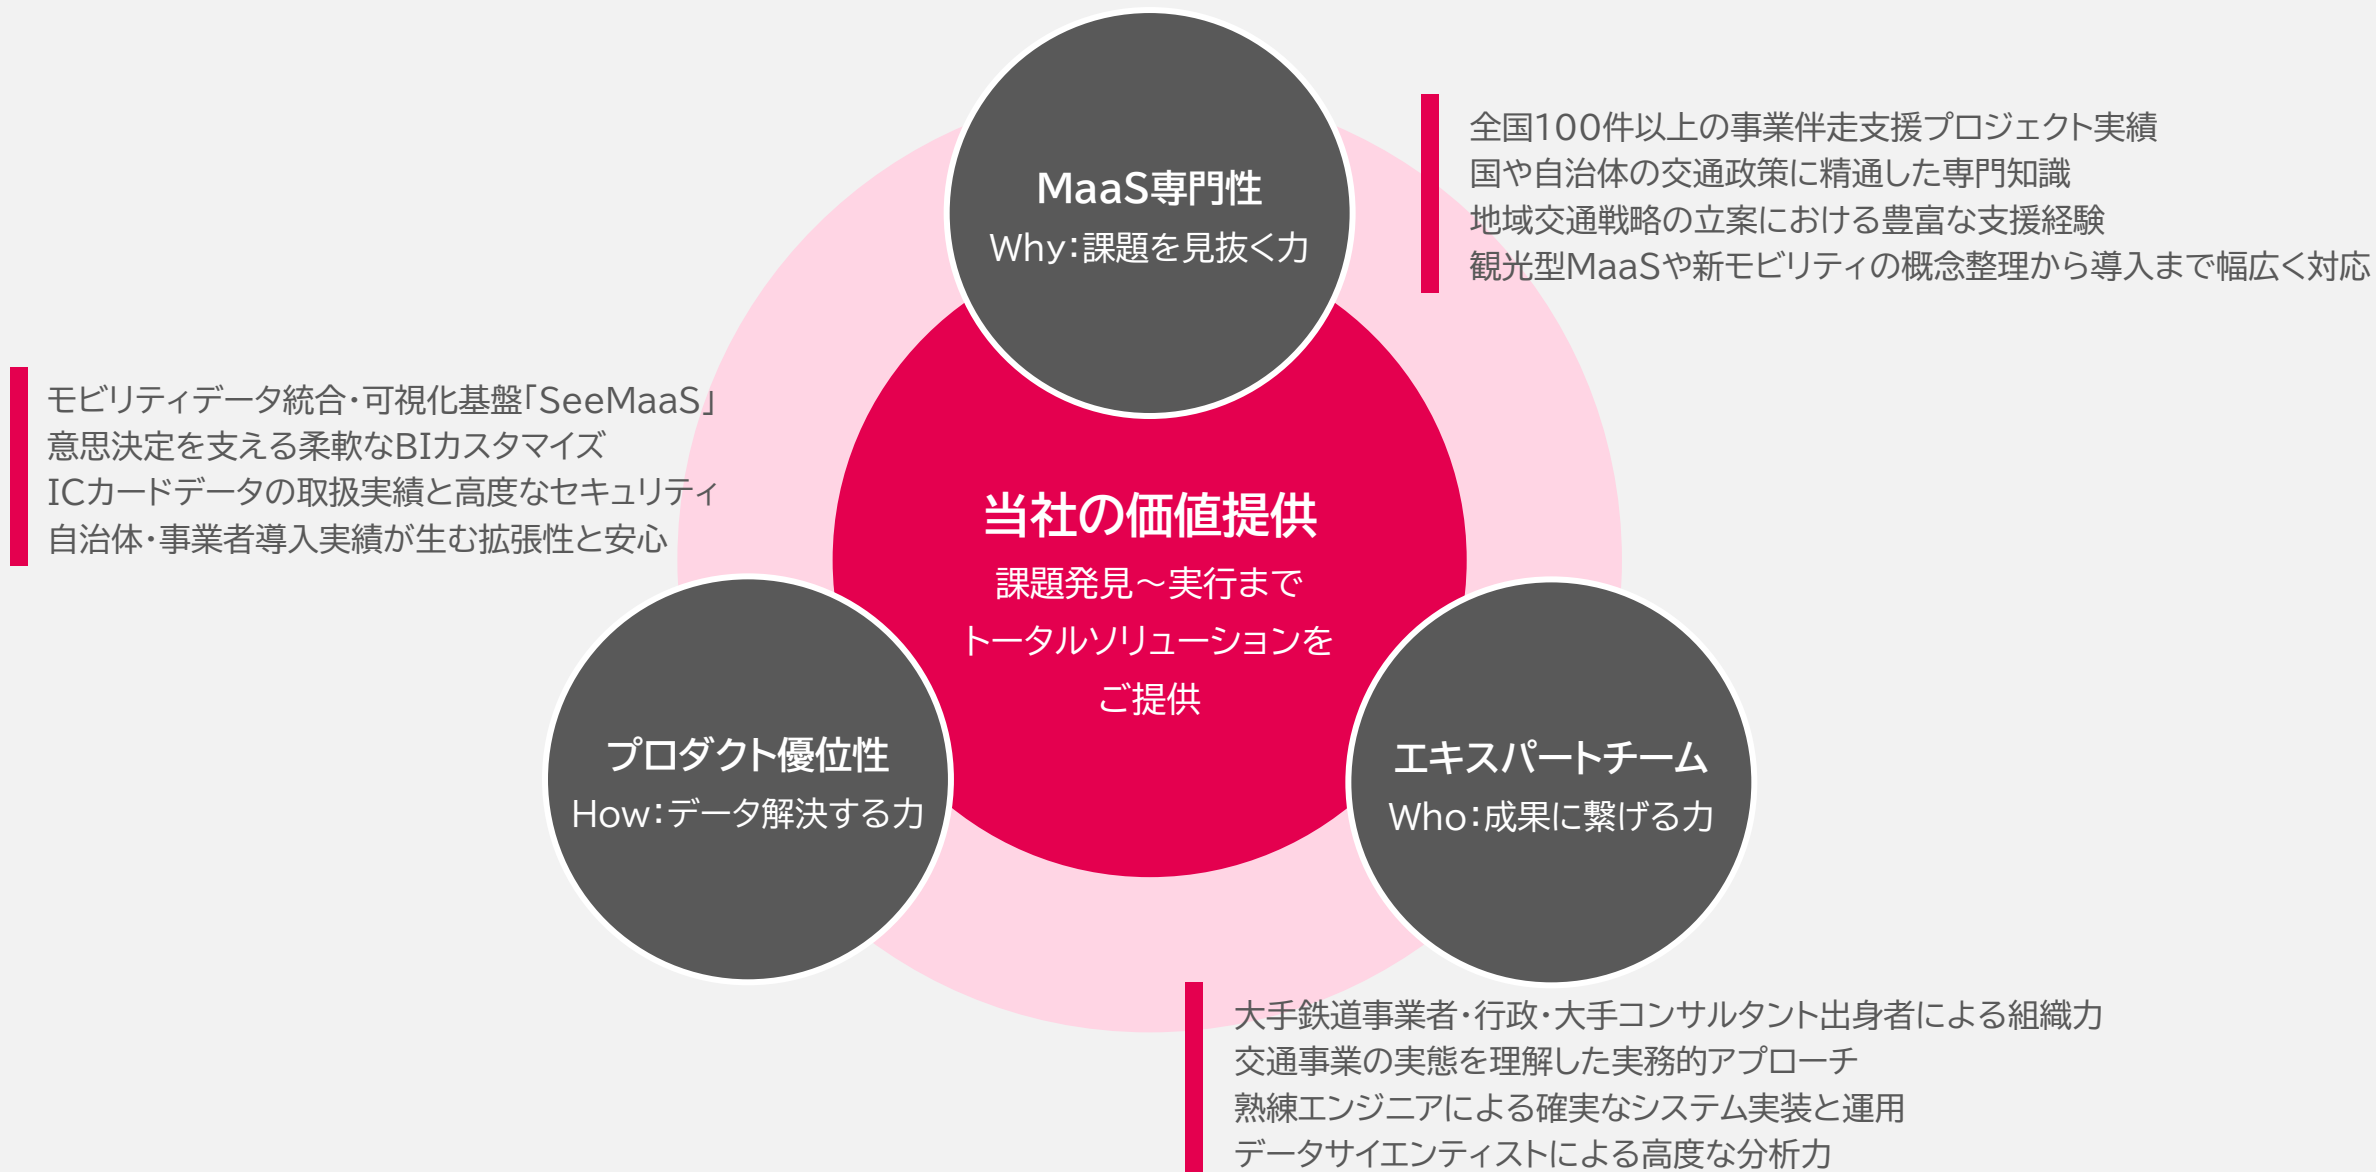 MaaS専門性
Why：課題を見抜く力
全国100件以上の事業伴走支援プロジェクト実績
国や自治体の交通政策に精通した専門知識
地域交通戦略の立案における豊富な支援経験
観光型MaaSや新モビリティの概念整理から導入まで幅広く対応
モビリティデータ統合・可視化基盤「SeeMaaS」
意思決定を支える柔軟なBIカスタマイズ
ICカードデータの取扱実績と高度なセキュリティ
自治体・事業者導入実績が生む拡張性と安心
当社の価値提供
課題発見～実行まで
トータルソリューションを
ご提供
プロダクト優位性
How：データ解決する力
エキスパートチーム
Who：成果に繋げる力
大手鉄道事業者・行政・大手コンサルタント出身者による組織力
交通事業の実態を理解した実務的アプローチ
熟練エンジニアによる確実なシステム実装と運用
データサイエンティストによる高度な分析力